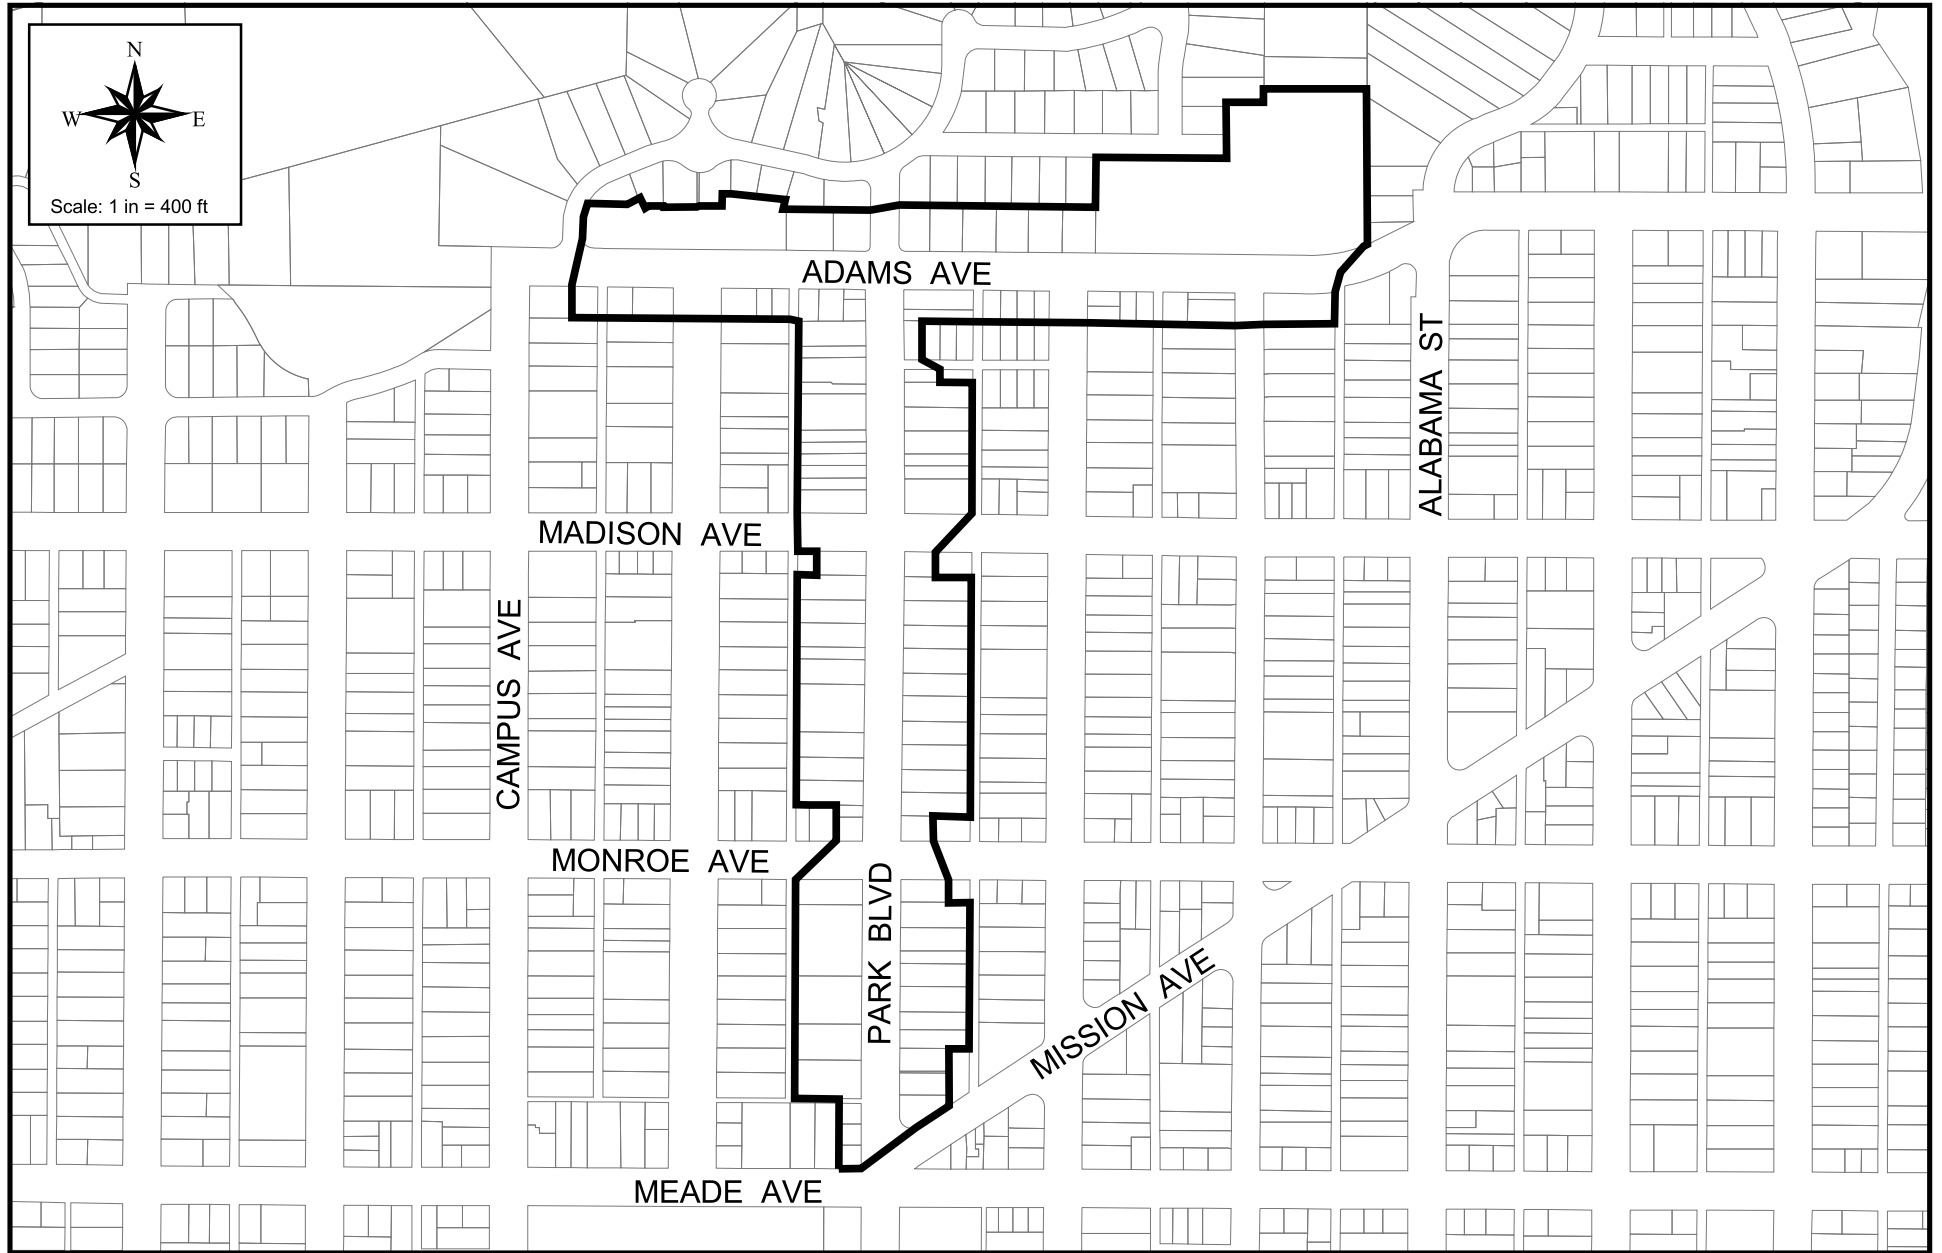 N
W E
S
Scale: 1 in = 400 ft
ADAMS AVE
ALABAMA ST
MADISON AVE
CAMPUS AVE
MONROE AVE
PARK BLVD
MISSION AVE
MEADE AVE